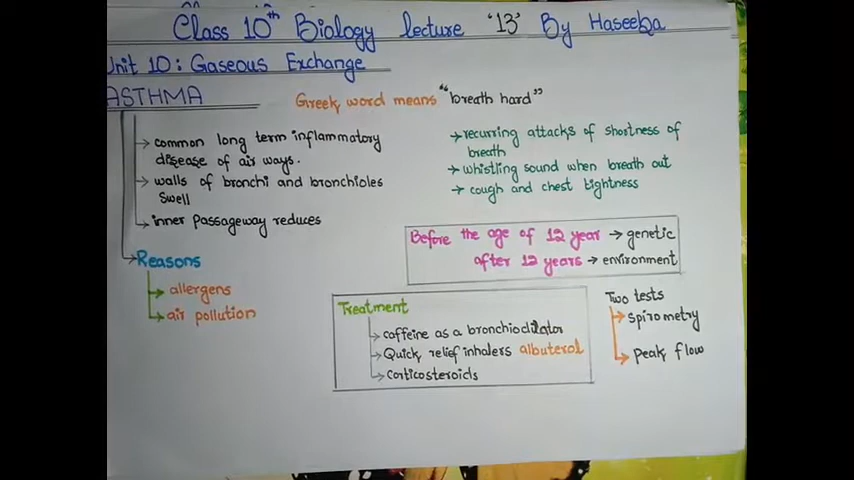 Class 10th Biology lecture '13' By Haseeba
Unit 10: Gaseous Exchange
ASTHMA
Greek word means "breath hard"
common long term inflammatory
disease of air ways.
walls of bronchi and bronchioles
swell
inner passageway reduces
recurring attacks of shortness of
breath
whistling sound when breath out
cough and chest tightness
Before the age of 12 year → genetic
after 12 years → environment
Reasons
allergens
air pollution
Treatment
caffeine as a bronchiodilator
Quick relief inhalers albuterol
Corticosteroids
Two tests
spirometry
peak flow